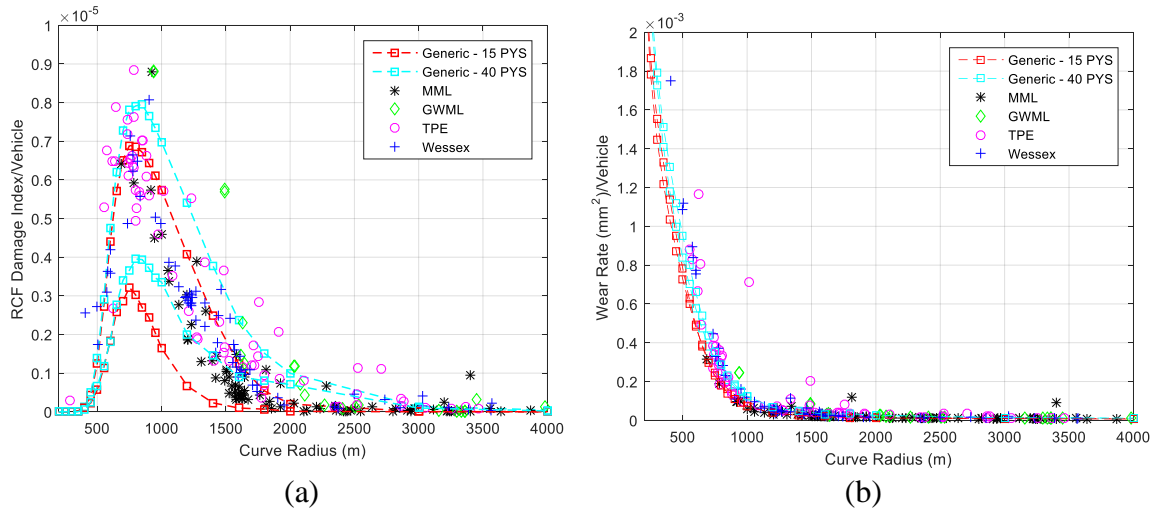 ×10⁻⁵
1
0.9
0.8
0.7
0.6
0.5
0.4
0.3
0.2
0.1
0
RCF Damage Index/Vehicle
500 1000 1500 2000 2500 3000 3500 4000
Curve Radius (m)
Generic - 15 PYS
Generic - 40 PYS
MML
GWML
TPE
Wessex
(a)
×10⁻³
2
1.8
1.6
1.4
1.2
1
0.8
0.6
0.4
0.2
0
Wear Rate (mm²)/Vehicle
500 1000 1500 2000 2500 3000 3500 4000
Curve Radius (m)
Generic - 15 PYS
Generic - 40 PYS
MML
GWML
TPE
Wessex
(b)